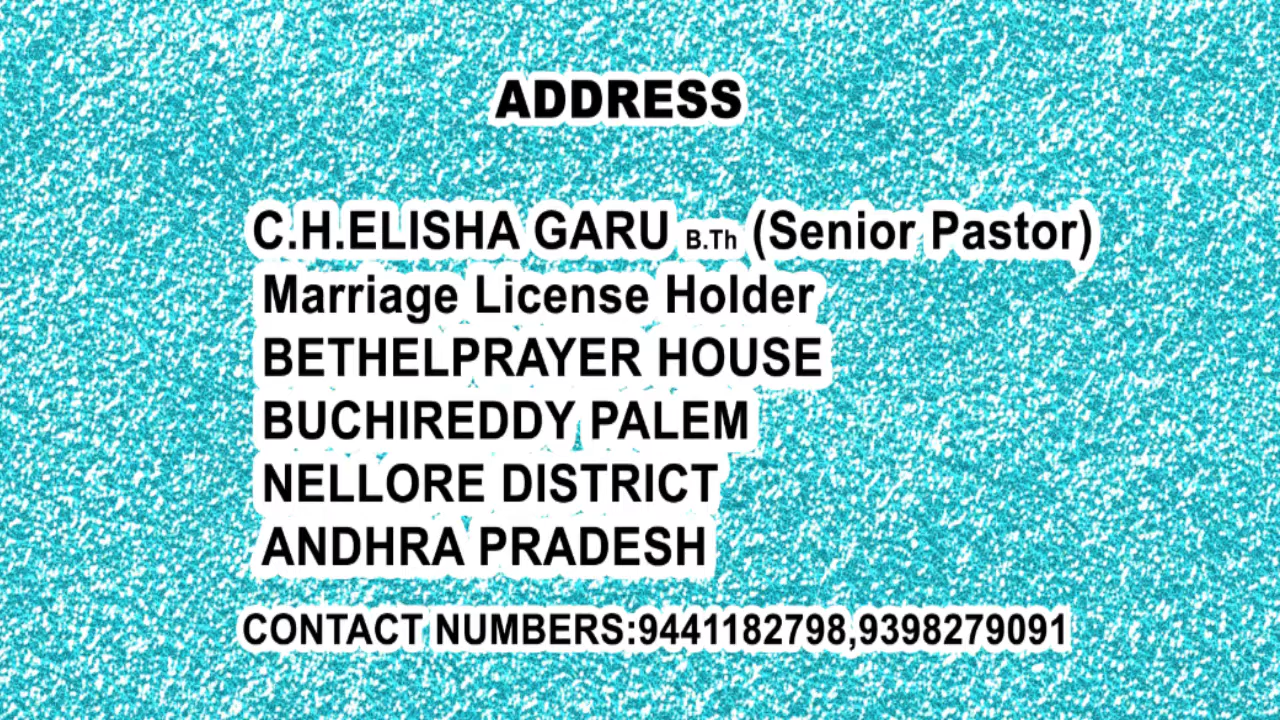 ADDRESS
C.H.ELISHA GARU B.Th (Senior Pastor)
Marriage License Holder
BETHELPRAYER HOUSE
BUCHIREDDY PALEM
NELLORE DISTRICT
ANDHRA PRADESH
CONTACT NUMBERS:9441182798,9398279091